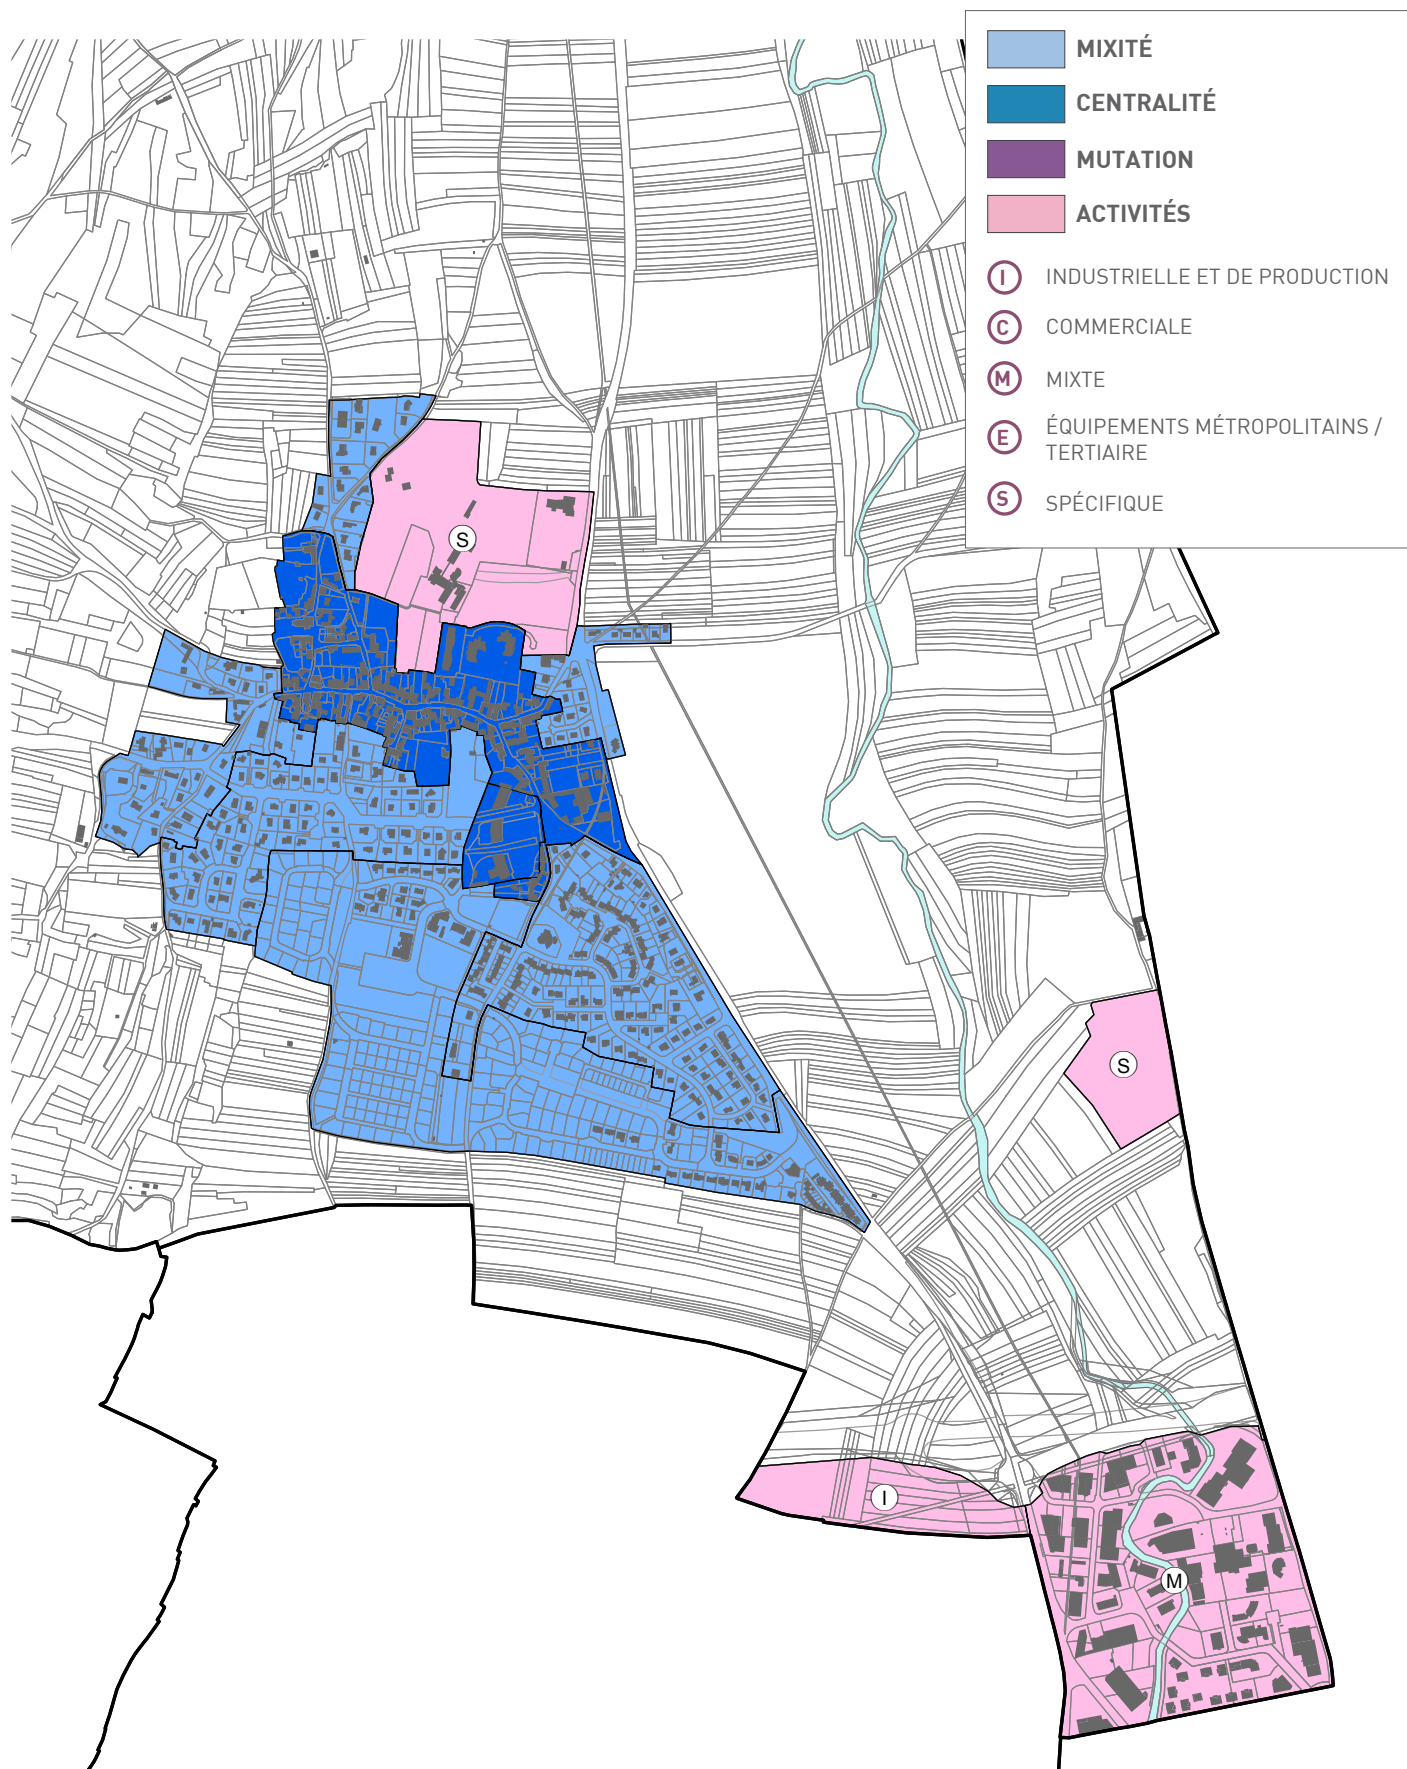 MIXITÉ
CENTRALITÉ
MUTATION
ACTIVITÉS
I INDUSTRIELLE ET DE PRODUCTION
C COMMERCIALE
M MIXTE
E ÉQUIPEMENTS MÉTROPOLITAINS /
TERTIAIRE
S SPÉCIFIQUE
S
S
I
M